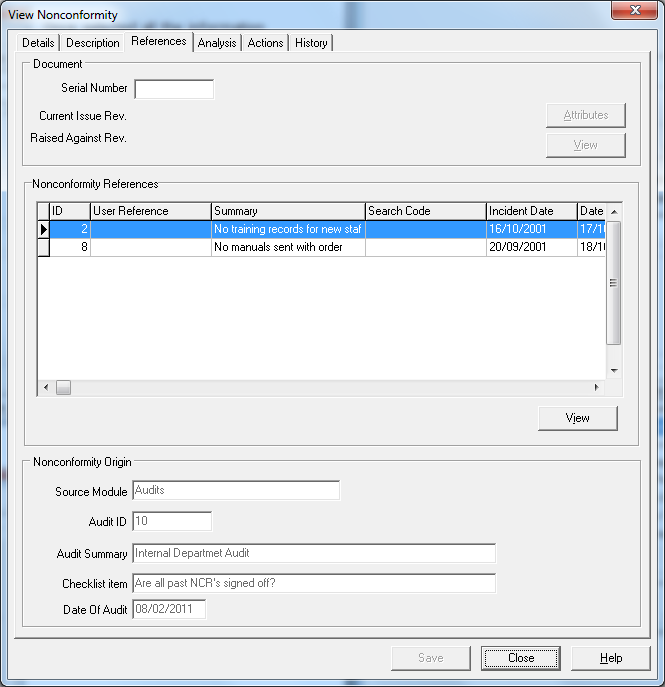 View Nonconformity
Details Description References Analysis Actions History
Document
Serial Number
Current Issue Rev.
Attributes
Raised Against Rev.
View
Nonconformity References
ID User Reference Summary Search Code Incident Date Date
2 No training records for new staf 16/10/2001 17/10
8 No manuals sent with order 20/09/2001 18/10
View
Nonconformity Origin
Source Module Audits
Audit ID 10
Audit Summary Internal Departmet Audit
Checklist item Are all past NCR's signed off?
Date Of Audit 08/02/2011
Save Close Help